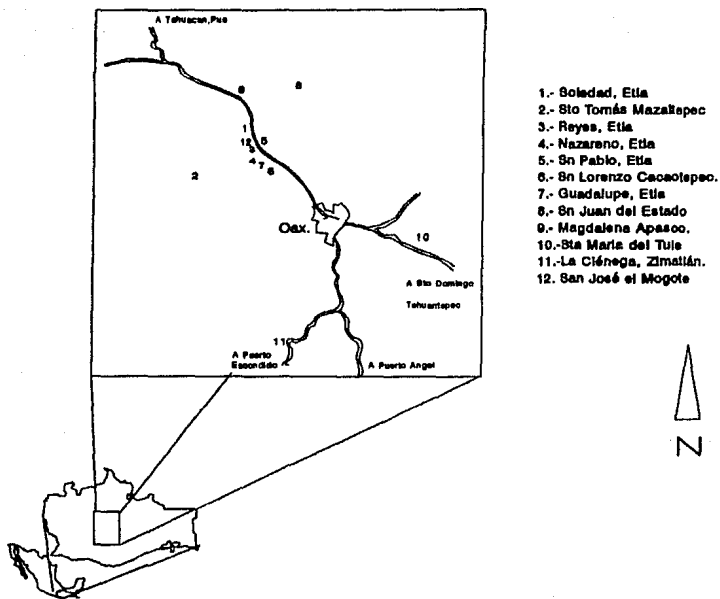 A Tehuacan,Pue
9
8
1
5
12
3
4
7
6
2
Oax.
10
A Sto Domingo
Tehuantepec
11
A Puerto
Escondido
A Puerto Angel
1.- Soledad, Etla
2.- Sto Tomás Mazaltepec
3.- Reyes, Etla
4.- Nazareno, Etla
5.- Sn Pablo, Etla
6.- Sn Lorenzo Cacaotepec.
7.- Guadalupe, Etla
8.- Sn Juan del Estado
9.- Magdalena Apasco.
10.-Sta María del Tule
11.-La Ciénega, Zimatlán.
12. San José el Mogote
N